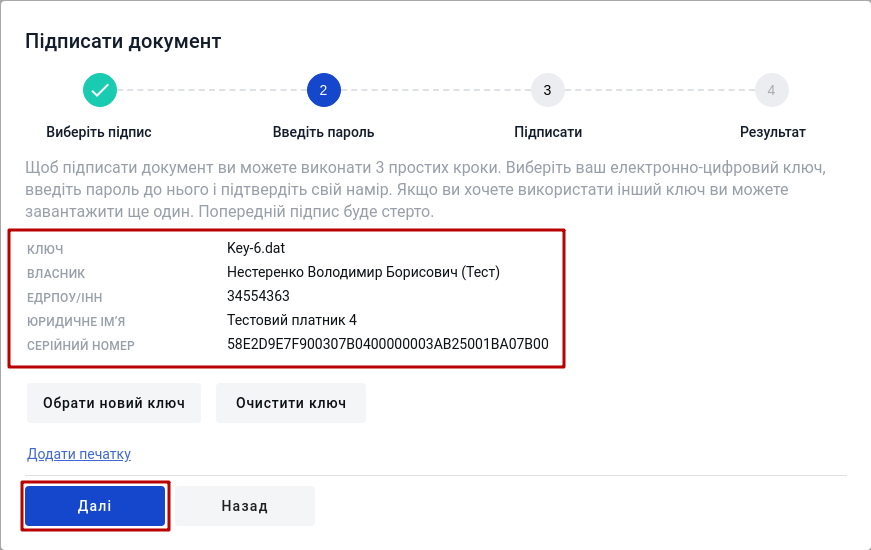 Підписати документ
2 3 4
Виберіть підпис Введіть пароль Підписати Результат
Щоб підписати документ ви можете виконати 3 простих кроки. Виберіть ваш електронно-цифровий ключ,
введіть пароль до нього і підтвердіть свій намір. Якщо ви хочете використати інший ключ ви можете
завантажити ще один. Попередній підпис буде стерто.
КЛЮЧ Key-6.dat
ВЛАСНИК Нестеренко Володимир Борисович (Тест)
ЕДРПОУ/ІНН 34554363
ЮРИДИЧНЕ ІМ'Я Тестовий платник 4
СЕРІЙНИЙ НОМЕР 58E2D9E7F900307B0400000003AB25001BA07B00
Обрати новий ключ Очистити ключ
Додати печатку
Далі Назад